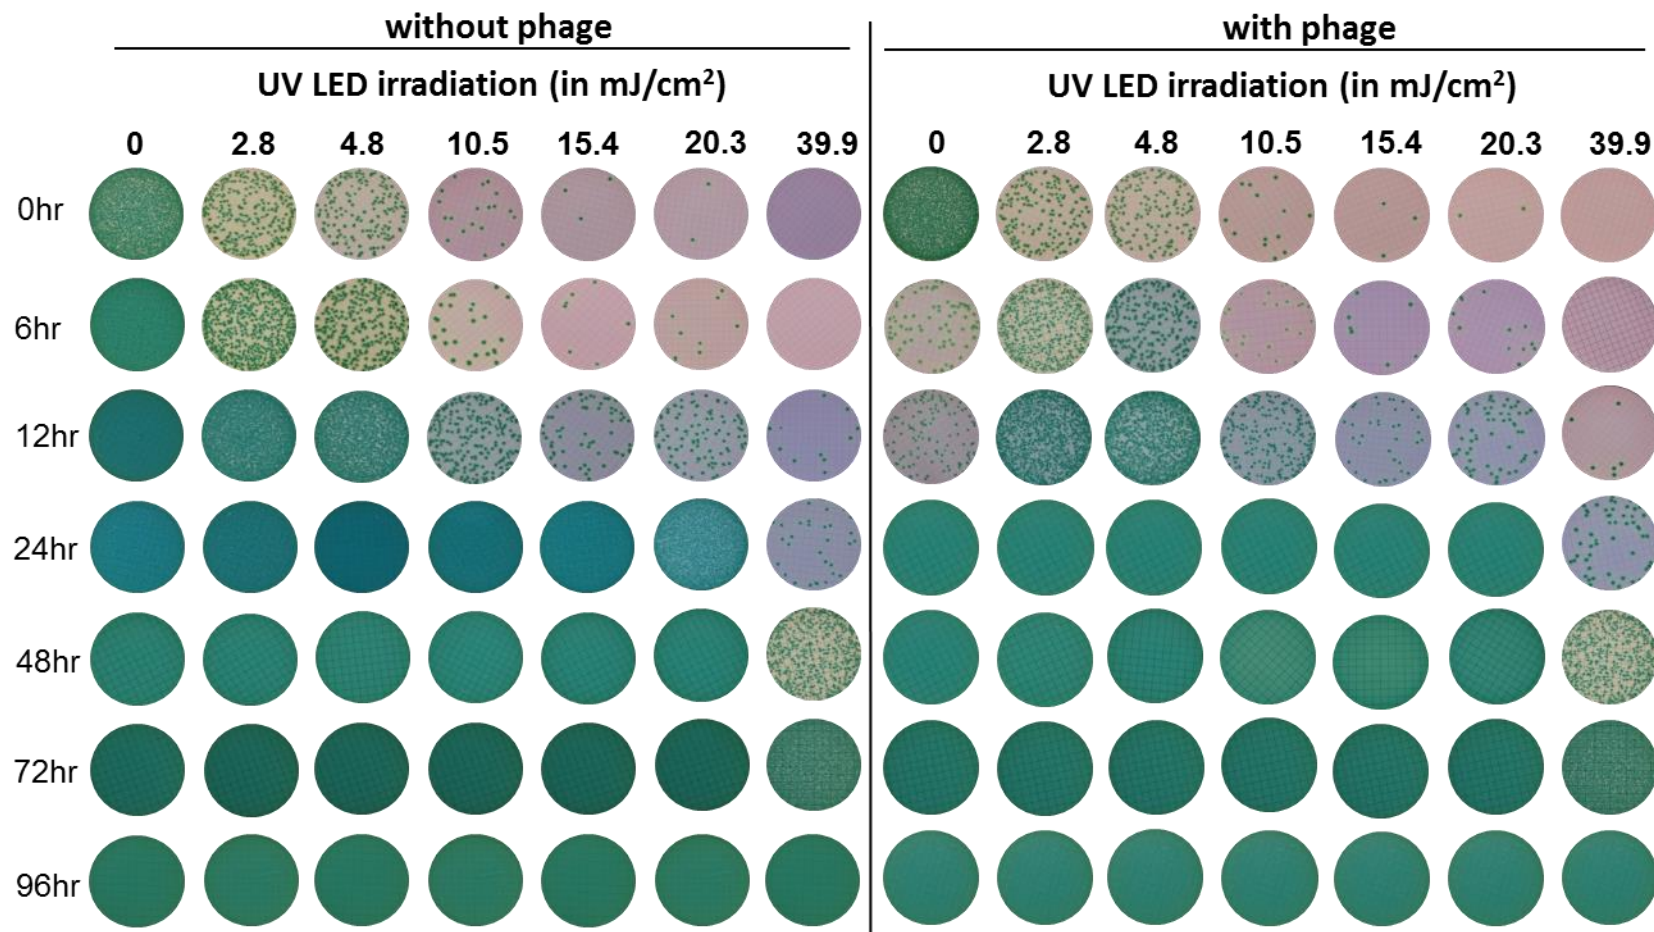 without phage
with phage
UV LED irradiation (in mJ/cm²)
UV LED irradiation (in mJ/cm²)
0 2.8 4.8 10.5 15.4 20.3 39.9
0 2.8 4.8 10.5 15.4 20.3 39.9
0hr
6hr
12hr
24hr
48hr
72hr
96hr